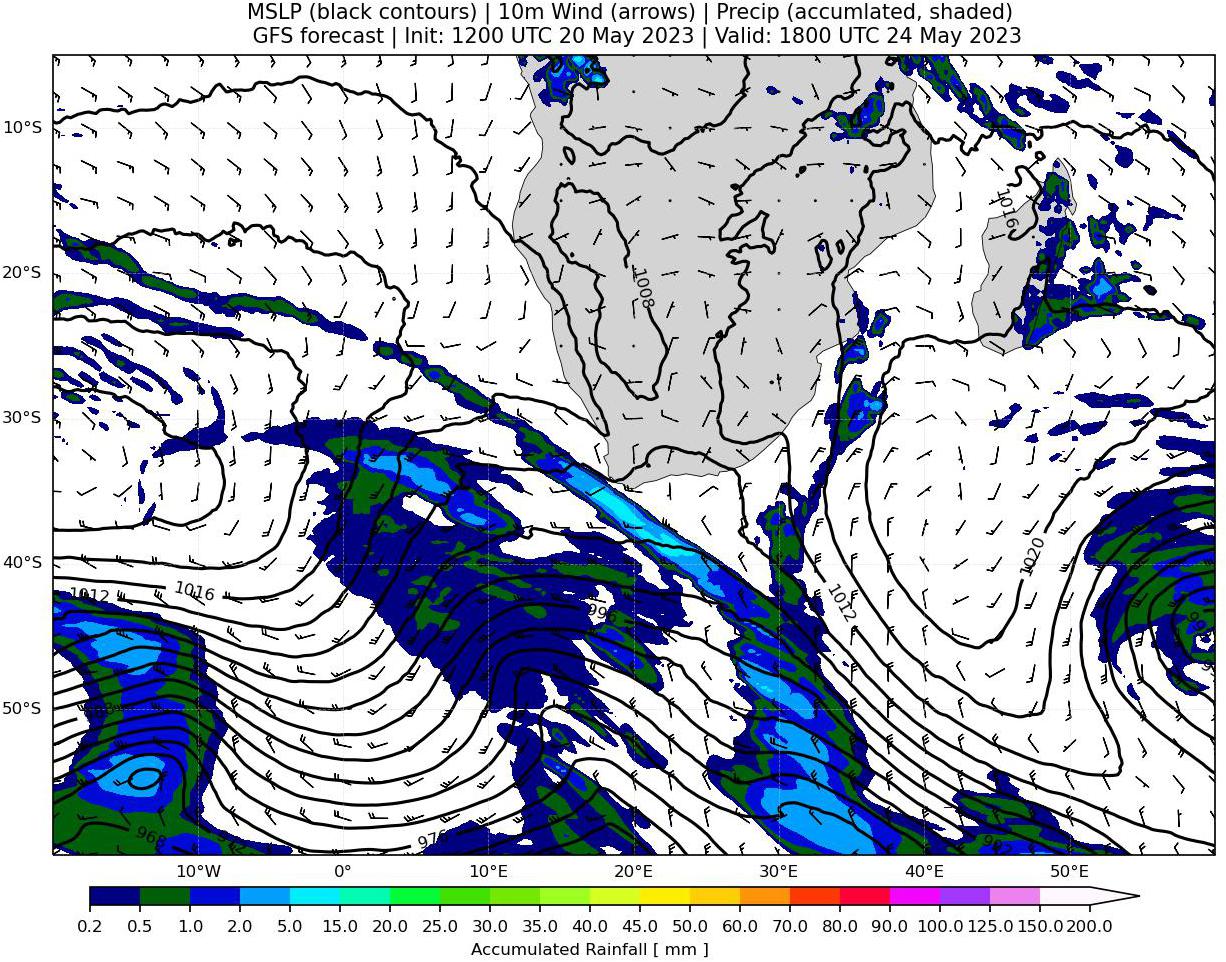 MSLP (black contours) | 10m Wind (arrows) | Precip (accumlated, shaded)
GFS forecast | Init: 1200 UTC 20 May 2023 | Valid: 1800 UTC 24 May 2023
10°S
1016
20°S
1008
30°S
40°S
1020
1016
1012
1012
996
50°S
968
976
992
10°W 0° 10°E 20°E 30°E 40°E 50°E
0.2 0.5 1.0 2.0 5.0 10.0 15.0 20.0 25.0 30.0 35.0 40.0 45.0 50.0 60.0 70.0 80.0 90.0 100.0 125.0 150.0 200.0
Accumulated Rainfall [ mm ]